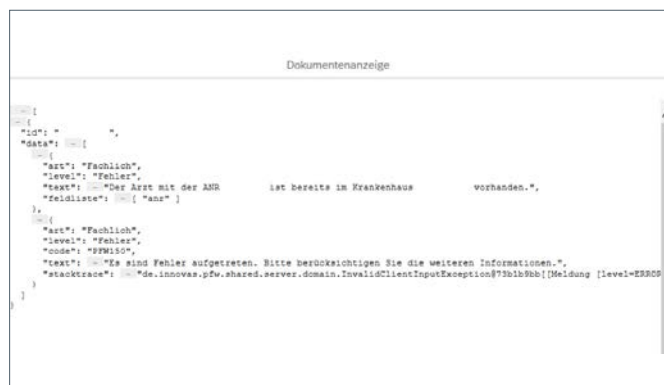 Dokumentenanzeige
- [
- {
"id": " ",
"data": - [
- {
"art": "Fachlich",
"level": "Fehler",
"text": - "Der Arzt mit der ANR ist bereits im Krankenhaus vorhanden.",
"feldliste": - [ "anr" ]
},
- {
"art": "Fachlich",
"level": "Fehler",
"code": "PFW150",
"text": - "Es sind Fehler aufgetreten. Bitte berücksichtigen Sie die weiteren Informationen.",
"stacktrace": - "de.innovas.pfw.shared.server.domain.InvalidClientInputException@73b1b9bb[[Meldung [level=ERROR
}
]
}